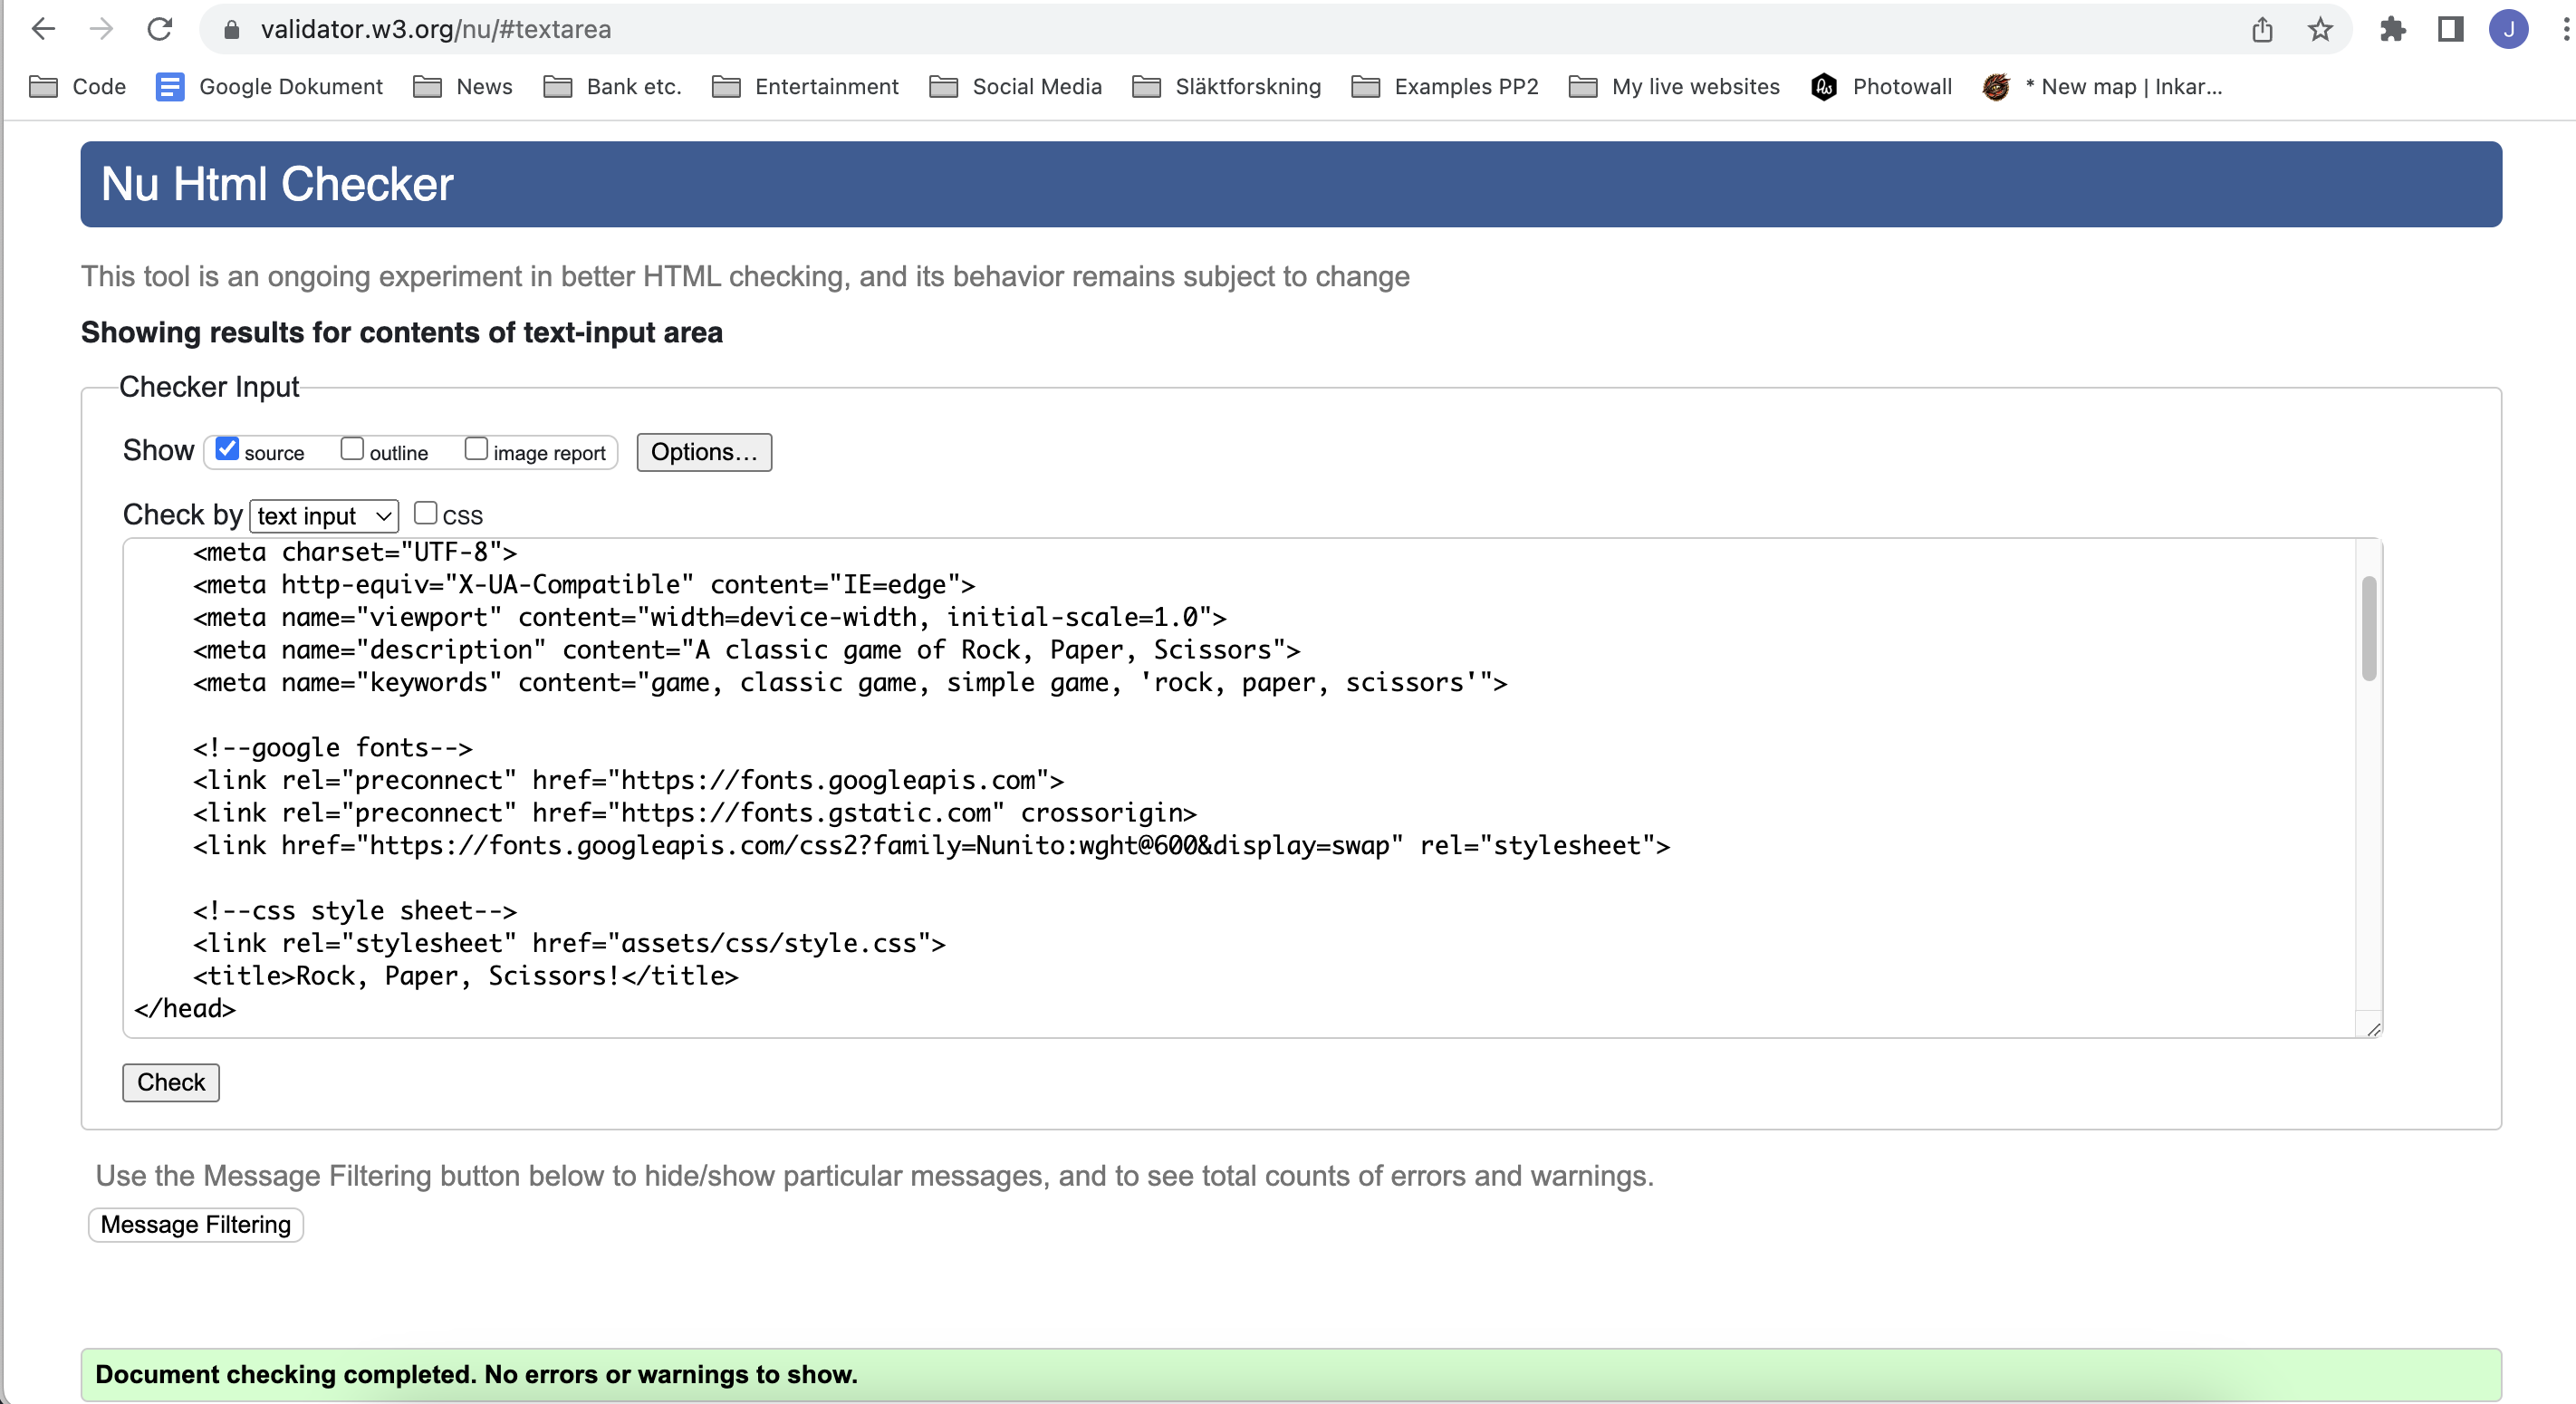 validator.w3.org/nu/#textarea
J
Code Google Dokument News Bank etc. Entertainment Social Media Släktforskning Examples PP2 My live websites Photowall * New map | Inkar...
Nu Html Checker
This tool is an ongoing experiment in better HTML checking, and its behavior remains subject to change
Showing results for contents of text-input area
Checker Input
Show source outline image report Options...
Check by text input css
<meta charset="UTF-8">
<meta http-equiv="X-UA-Compatible" content="IE=edge">
<meta name="viewport" content="width=device-width, initial-scale=1.0">
<meta name="description" content="A classic game of Rock, Paper, Scissors">
<meta name="keywords" content="game, classic game, simple game, 'rock, paper, scissors'">
<!--google fonts-->
<link rel="preconnect" href="https://fonts.googleapis.com">
<link rel="preconnect" href="https://fonts.gstatic.com" crossorigin>
<link href="https://fonts.googleapis.com/css2?family=Nunito:wght@600&display=swap" rel="stylesheet">
<!--css style sheet-->
<link rel="stylesheet" href="assets/css/style.css">
<title>Rock, Paper, Scissors!</title>
</head>
Check
Use the Message Filtering button below to hide/show particular messages, and to see total counts of errors and warnings.
Message Filtering
Document checking completed. No errors or warnings to show.